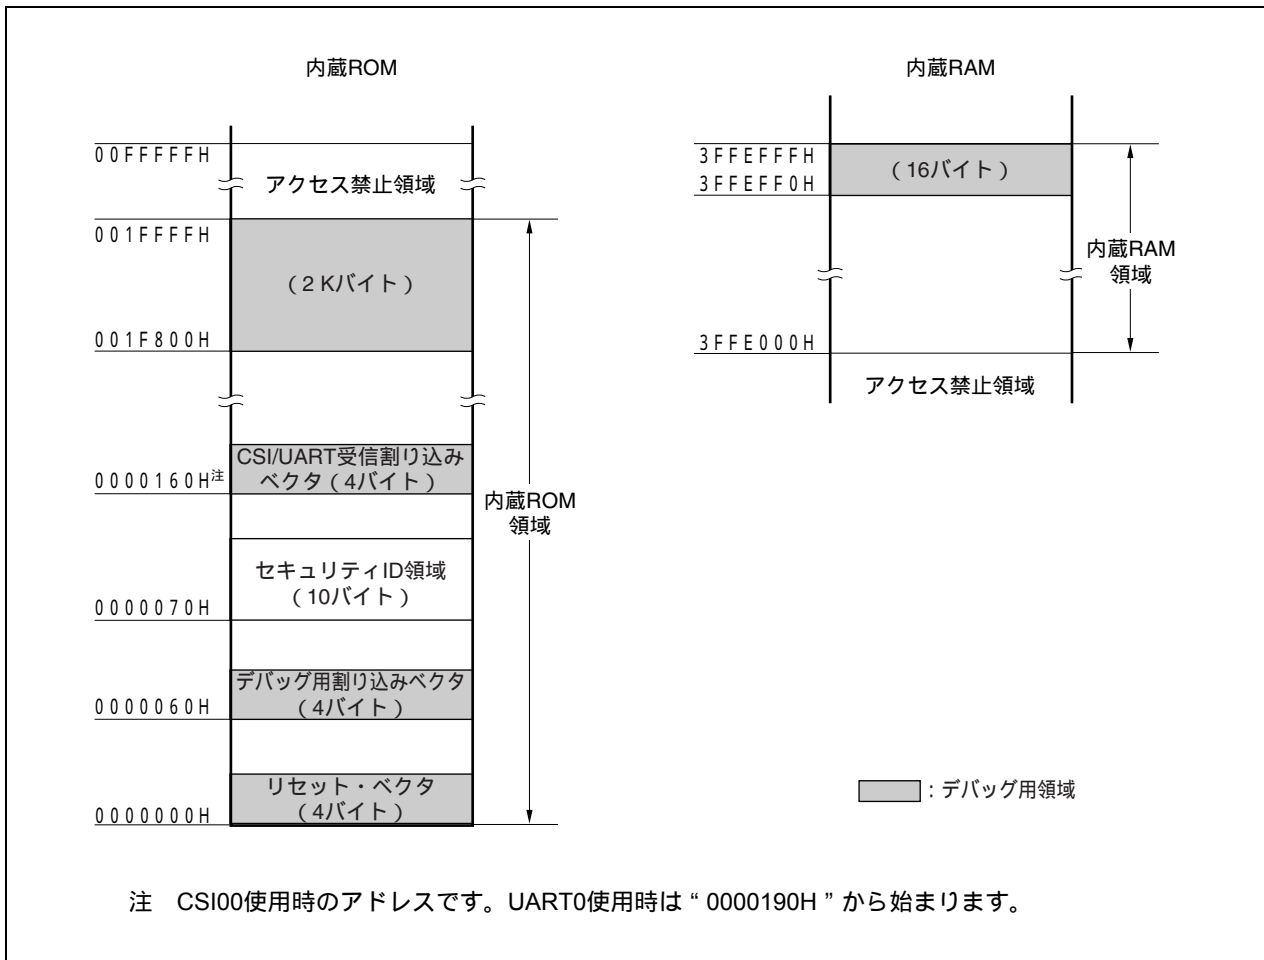 内蔵ROM
00FFFFFH
アクセス禁止領域
001FFFFH
(2 Kバイト)
001F800H
CSI/UART受信割り込み
ベクタ(4バイト)
0000160H注
内蔵ROM
領域
セキュリティID領域
(10バイト)
0000070H
デバッグ用割り込みベクタ
(4バイト)
0000060H
リセット・ベクタ
(4バイト)
0000000H
内蔵RAM
3FFEFFFH
(16バイト)
3FFEFF0H
内蔵RAM
領域
3FFE000H
アクセス禁止領域
:デバッグ用領域
注 CSI00使用時のアドレスです。UART0使用時は“0000190H”から始まります。